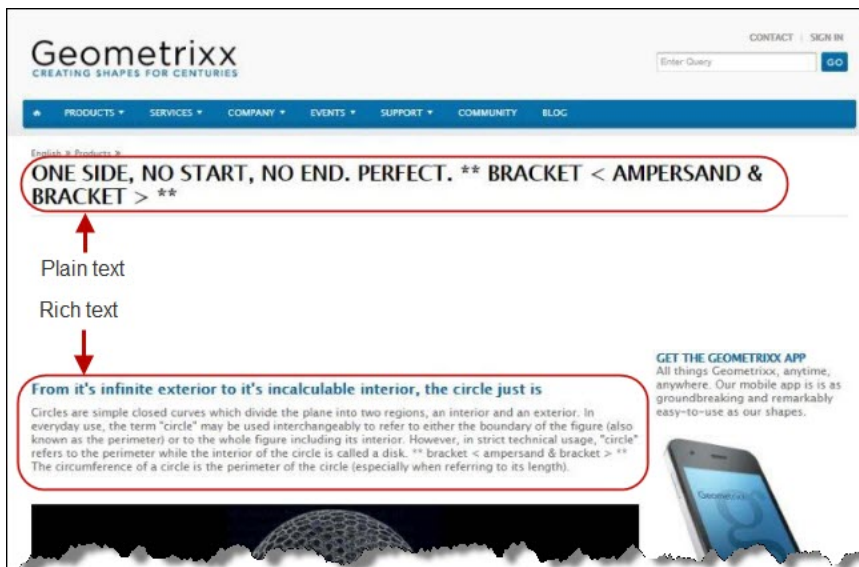 CONTACT | SIGN IN
Geometrixx
CREATING SHAPES FOR CENTURIES
Enter Query
GO
PRODUCTS SERVICES COMPANY EVENTS SUPPORT COMMUNITY BLOG
English » Products »
ONE SIDE, NO START, NO END. PERFECT. ** BRACKET < AMPERSAND &
BRACKET > **
Plain text
Rich text
From it's infinite exterior to it's incalculable interior, the circle just is
Circles are simple closed curves which divide the plane into two regions, an interior and an exterior. In
everyday use, the term "circle" may be used interchangeably to refer to either the boundary of the figure (also
known as the perimeter) or to the whole figure including its interior. However, in strict technical usage, "circle"
refers to the perimeter while the interior of the circle is called a disk. ** bracket < ampersand & bracket > **
The circumference of a circle is the perimeter of the circle (especially when referring to its length).
GET THE GEOMETRIXX APP
All things Geometrixx, anytime,
anywhere. Our mobile app is is as
groundbreaking and remarkably
easy-to-use as our shapes.
Geometrixx
g